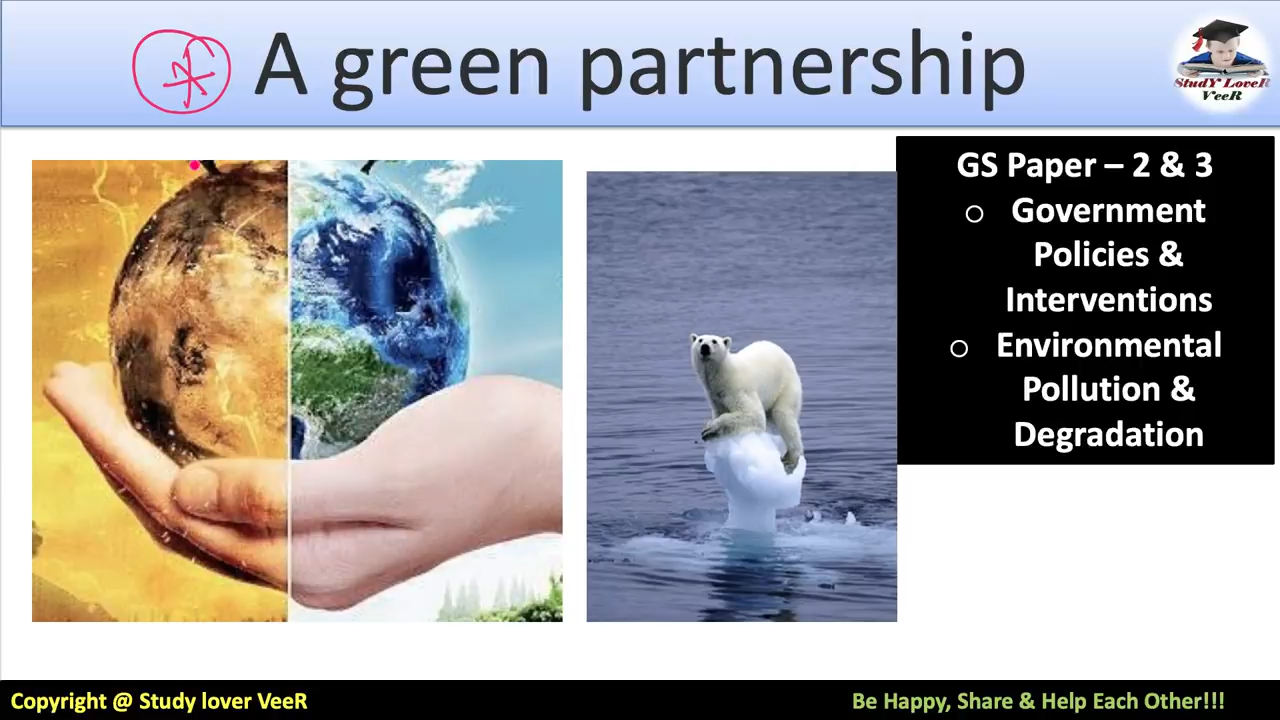 A green partnership
StudY LoveR
VeeR
GS Paper – 2 & 3
o Government
Policies &
Interventions
o Environmental
Pollution &
Degradation
Copyright @ Study lover VeeR
Be Happy, Share & Help Each Other!!!